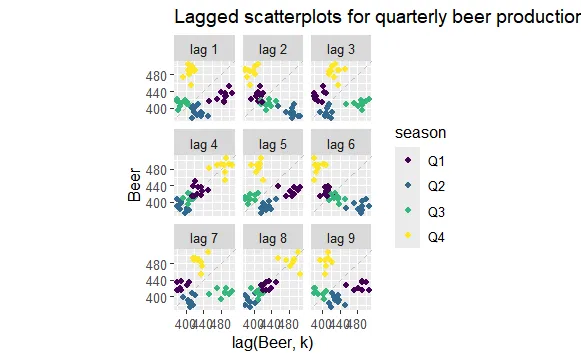 Lagged scatterplots for quarterly beer production
lag 1 lag 2 lag 3
480
440
400
lag 4 lag 5 lag 6
480
440
400
lag 7 lag 8 lag 9
480
440
400
400 440 480 400 440 480 400 440 480
Beer
lag(Beer, k)
season
Q1
Q2
Q3
Q4